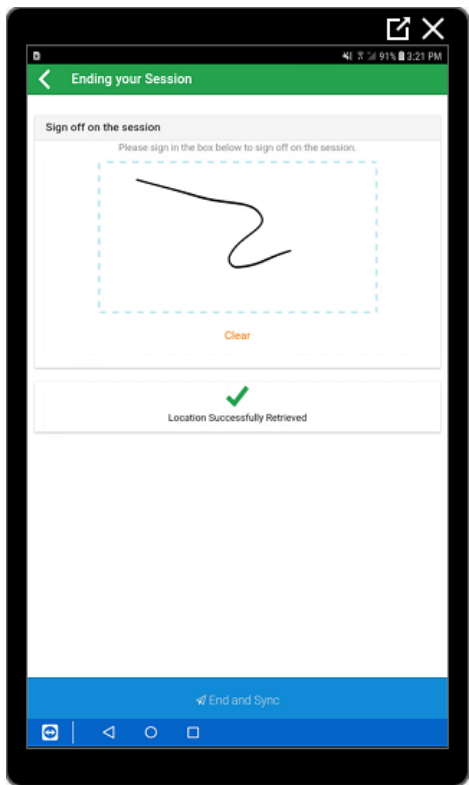 91% 3:21 PM
Ending your Session
Sign off on the session
Please sign in the box below to sign off on the session.
Clear
Location Successfully Retrieved
End and Sync